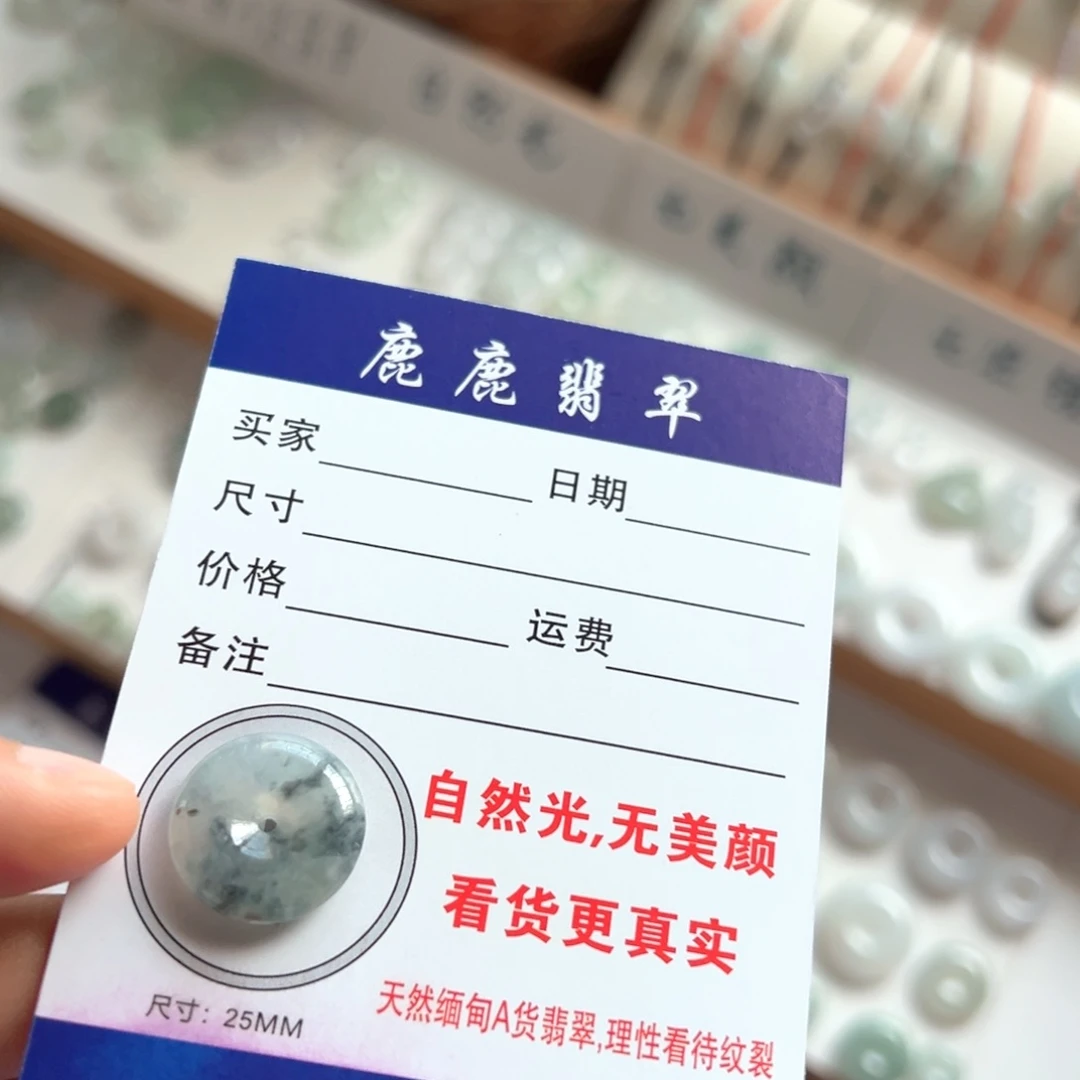 鹿鹿翡翠
买家 日期
尺寸
价格 运费
备注
自然光,无美颜
看货更真实
尺寸：25MM
天然缅甸A货翡翠,理性看待纹裂